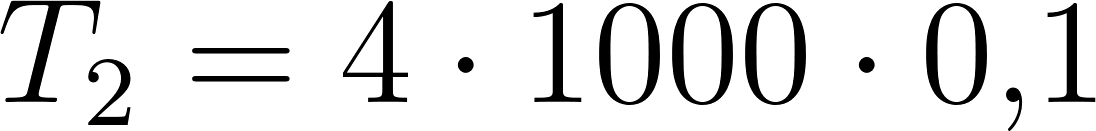 T₂ = 4 · 1000 · 0,1